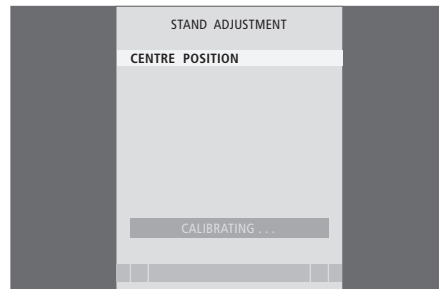 STAND ADJUSTMENT
CENTRE POSITION
CALIBRATING . . .